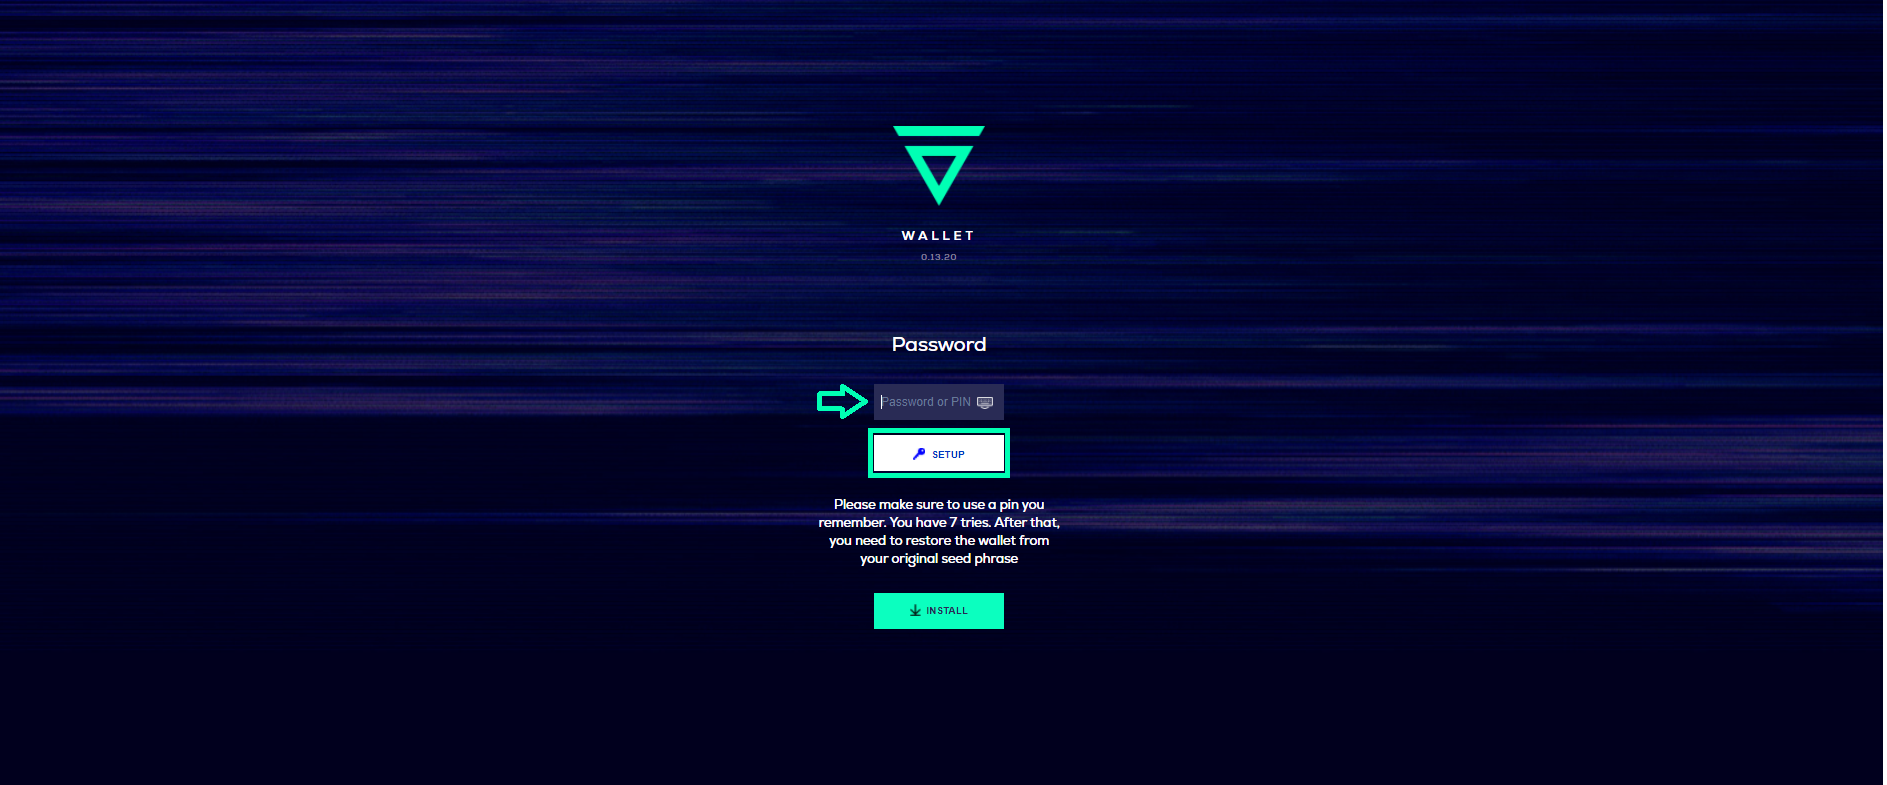 WALLET
0.13.20
Password
Password or PIN
SETUP
Please make sure to use a pin you
remember. You have 7 tries. After that,
you need to restore the wallet from
your original seed phrase
INSTALL